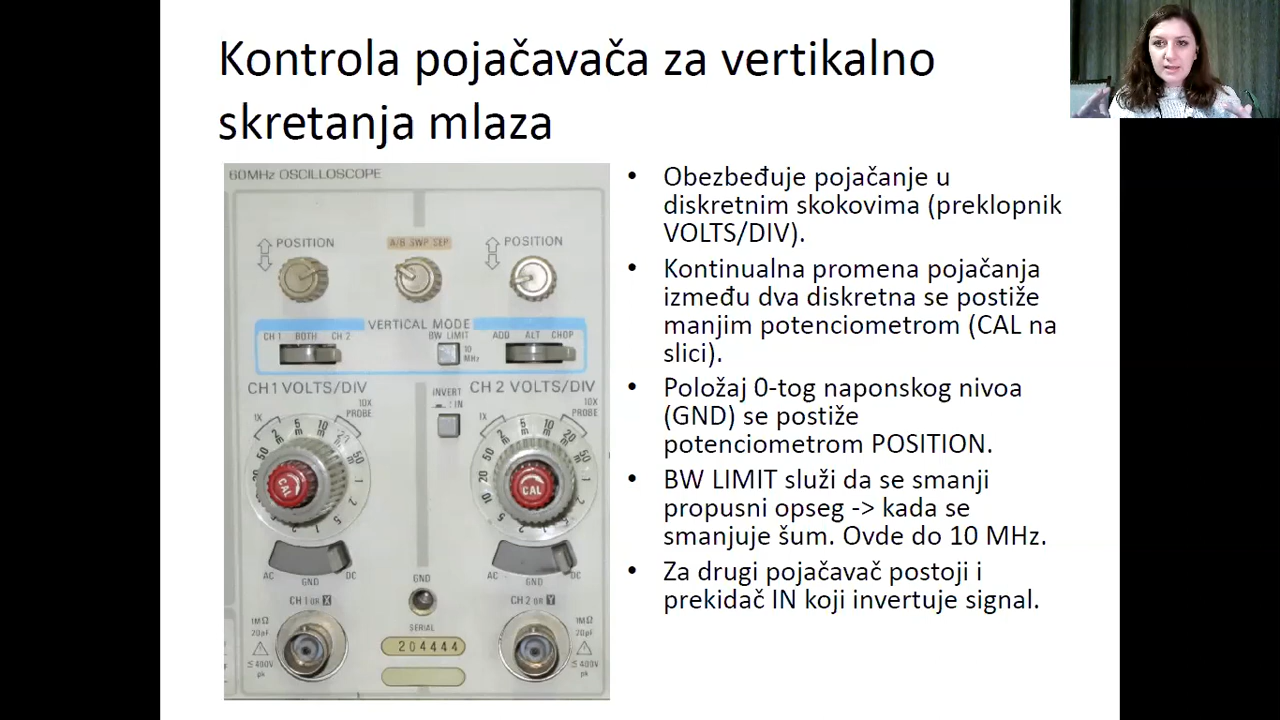 Kontrola pojačavača za vertikalno
skretanja mlaza
60MHz OSCILLOSCOPE
POSITION
A/B SWP SEP
POSITION
VERTICAL MODE
CH 1 BOTH CH 2
BW LIMIT
10 MHz
ADD ALT CHOP
CH 1 VOLTS/DIV
INVERT
: IN
CH 2 VOLTS/DIV
1X
10X PROBE
1X
10X PROBE
CAL
CAL
AC GND DC
GND
AC GND DC
CH 1 OR X
CH 2 OR Y
1MΩ
20pF
≤400V
pk
SERIAL
204444
1MΩ
20pF
≤400V
pk
• Obezbeđuje pojačanje u
diskretnim skokovima (preklopnik
VOLTS/DIV).
• Kontinualna promena pojačanja
između dva diskretna se postiže
manjim potenciometrom (CAL na
slici).
• Položaj 0-tog naponskog nivoa
(GND) se postiže
potenciometrom POSITION.
• BW LIMIT služi da se smanji
propusni opseg -> kada se
smanjuje šum. Ovde do 10 MHz.
• Za drugi pojačavač postoji i
prekidač IN koji invertuje signal.